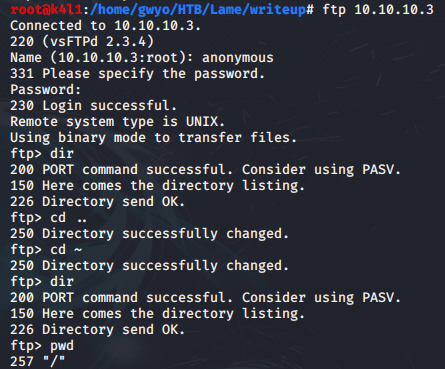 root@k4l1:/home/gwyo/HTB/Lame/writeup# ftp 10.10.10.3
Connected to 10.10.10.3.
220 (vsFTPd 2.3.4)
Name (10.10.10.3:root): anonymous
331 Please specify the password.
Password:
230 Login successful.
Remote system type is UNIX.
Using binary mode to transfer files.
ftp> dir
200 PORT command successful. Consider using PASV.
150 Here comes the directory listing.
226 Directory send OK.
ftp> cd ..
250 Directory successfully changed.
ftp> cd ~
250 Directory successfully changed.
ftp> dir
200 PORT command successful. Consider using PASV.
150 Here comes the directory listing.
226 Directory send OK.
ftp> pwd
257 "/"